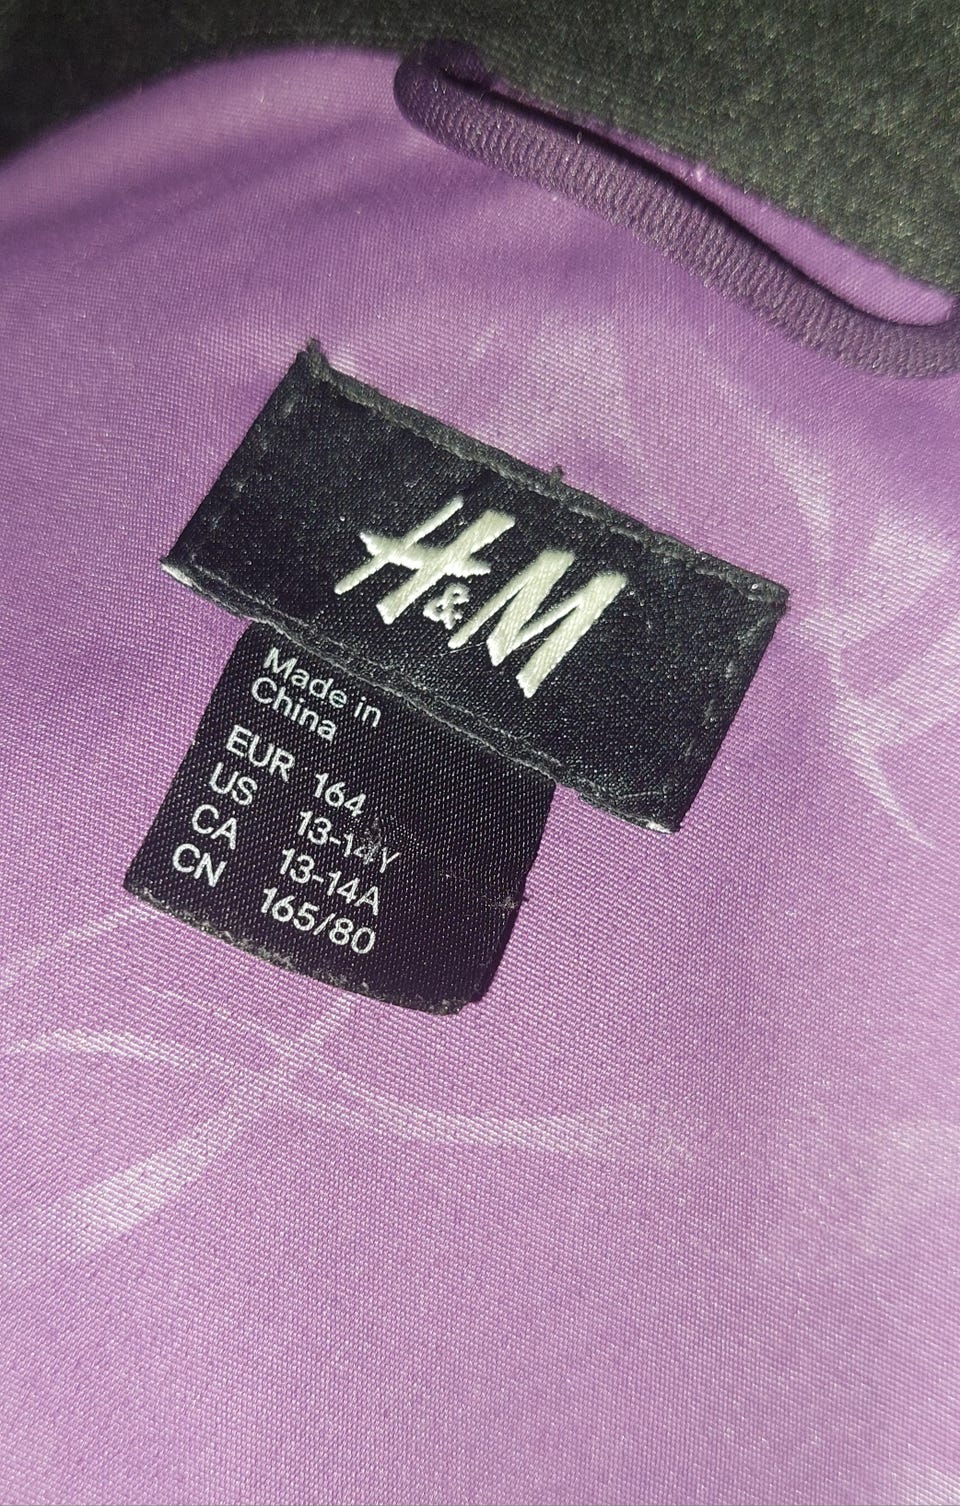 H&M
Made in
China
EUR 164
US 13-14Y
CA 13-14A
CN 165/80